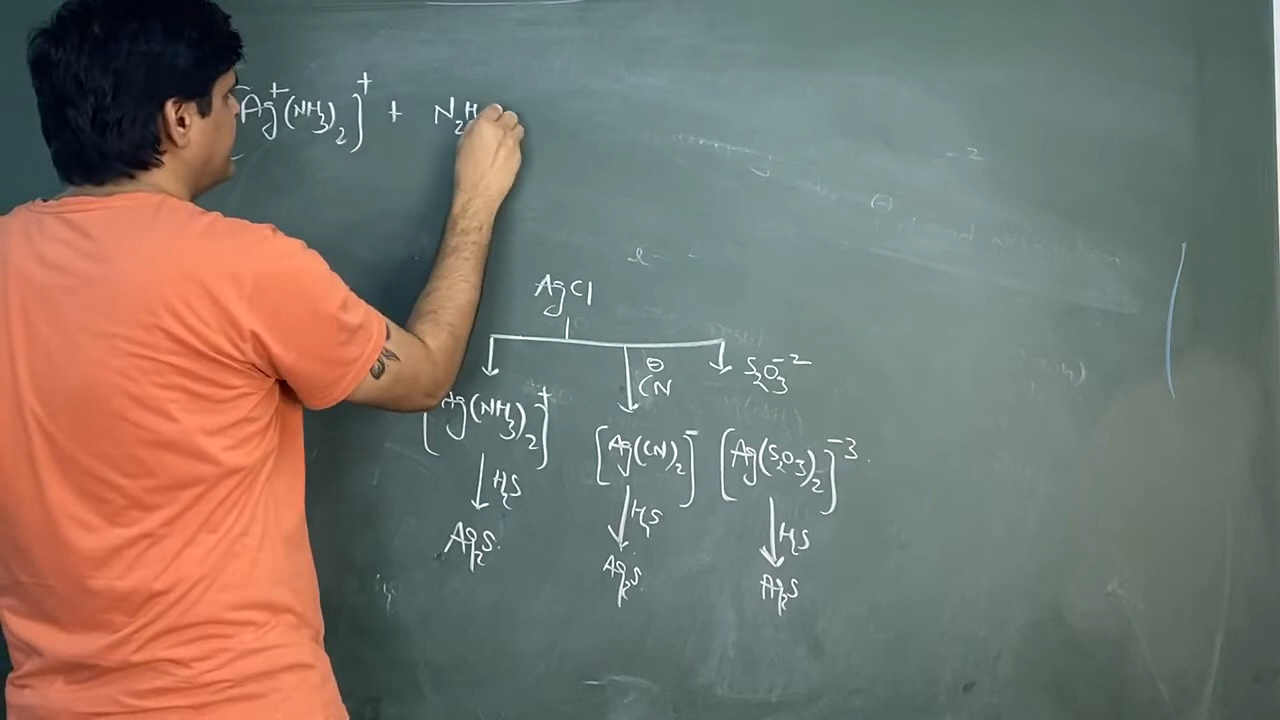 [Ag⁺(NH₃)₂]⁺ + N₂H
AgCl
CN⁻ S₂O₃⁻²
[Ag(NH₃)₂]⁺ [Ag(CN)₂]⁻ [Ag(S₂O₃)₂]⁻³
H₂S H₂S H₂S
Ag₂S Ag₂S Ag₂S